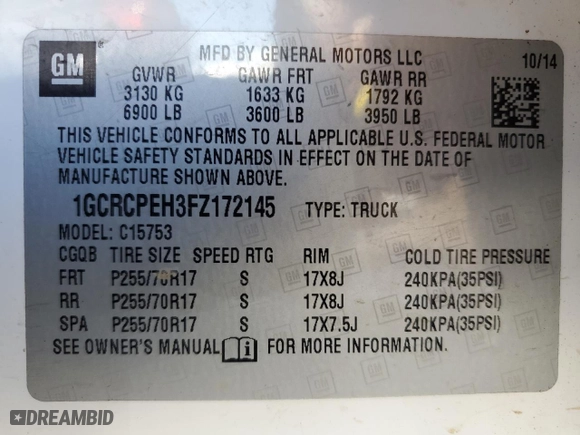 GM ®
MFD BY GENERAL MOTORS LLC 10/14
GVWR GAWR FRT GAWR RR
3130 KG 1633 KG 1792 KG
6900 LB 3600 LB 3950 LB
THIS VEHICLE CONFORMS TO ALL APPLICABLE U.S. FEDERAL MOTOR
VEHICLE SAFETY STANDARDS IN EFFECT ON THE DATE OF
MANUFACTURE SHOWN ABOVE.
1GCRCPEH3FZ172145 TYPE: TRUCK
MODEL: C15753
CGQB TIRE SIZE SPEED RTG RIM COLD TIRE PRESSURE
FRT P255/70R17 S 17X8J 240KPA(35PSI)
RR P255/70R17 S 17X8J 240KPA(35PSI)
SPA P255/70R17 S 17X7.5J 240KPA(35PSI)
SEE OWNER'S MANUAL i FOR MORE INFORMATION.
DREAMBID